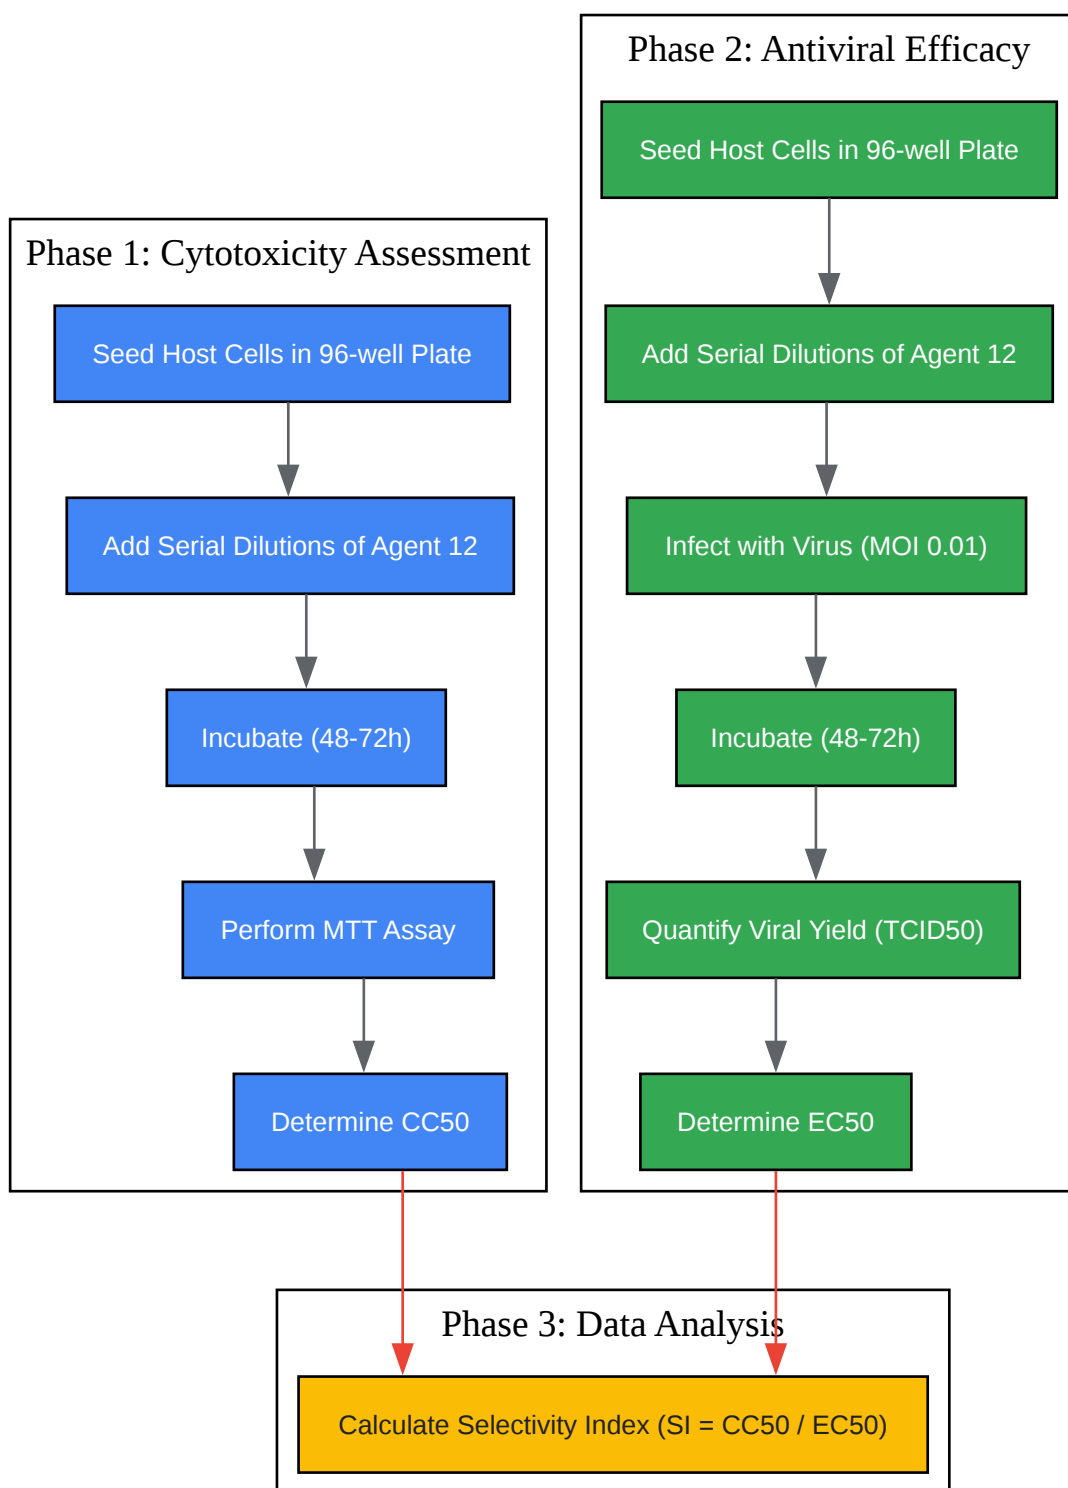 Phase 1: Cytotoxicity Assessment
Seed Host Cells in 96-well Plate
Add Serial Dilutions of Agent 12
Incubate (48-72h)
Perform MTT Assay
Determine CC50
Phase 2: Antiviral Efficacy
Seed Host Cells in 96-well Plate
Add Serial Dilutions of Agent 12
Infect with Virus (MOI 0.01)
Incubate (48-72h)
Quantify Viral Yield (TCID50)
Determine EC50
Phase 3: Data Analysis
Calculate Selectivity Index (SI = CC50 / EC50)